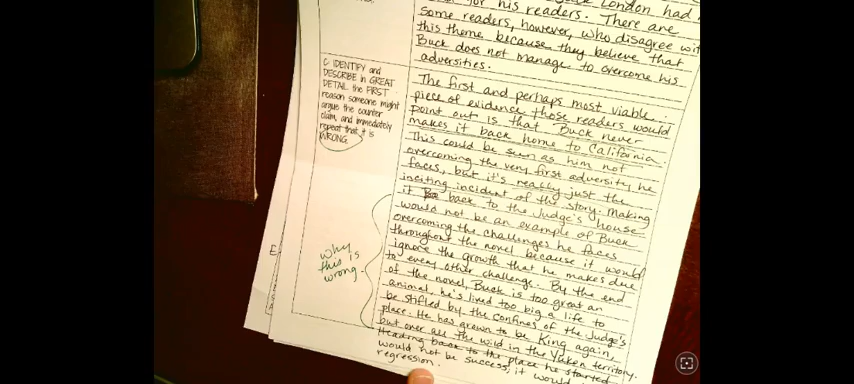 Jack London had
for his readers. There are
some readers, however, who disagree wit
this theme because they believe that
Buck does not manage to overcome his
adversities.
C: IDENTIFY and
DESCRIBE in GREAT
DETAIL the FIRST
reason someone might
argue the counter
claim, and immediately
repeat that it is
WRONG
The first and perhaps most viable
piece of evidence those readers would
point out is that Buck never
makes it back home to California.
This could be seen as him not
overcoming the very first adversity he
faces, but it's really just the
inciting incident of the story. Making
it back to the Judge's house
would not be an example of Buck
overcoming the challenges he faces
throughout the novel because it would
ignore the growth that he makes due
to every other challenge. By the end
of the novel, Buck is too great an
animal, he's lived too big a life to
be stifled by the confines of the Judge's
place. He has grown to be King again,
but over all the wild in the Yuken territory.
Heading back to the place he started
would not be success, it would
regression.
why
this is
wrong.